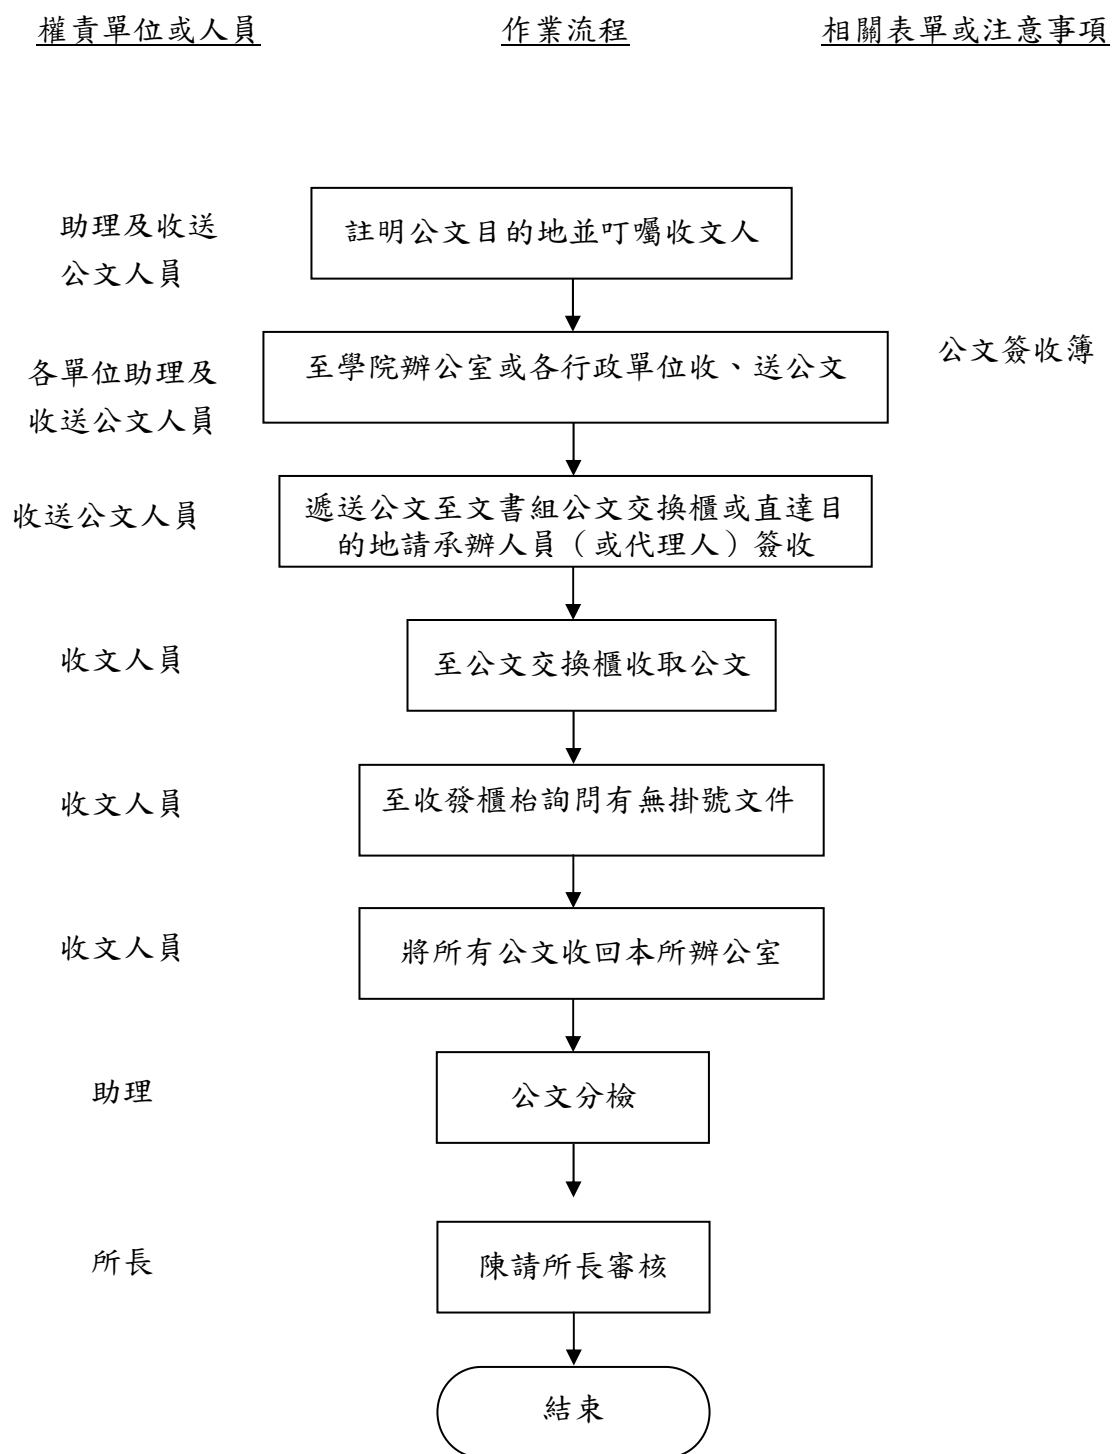 權責單位或人員
作業流程
相關表單或注意事項
助理及收送
公文人員
註明公文目的地並叮囑收文人
各單位助理及
收送公文人員
至學院辦公室或各行政單位收、送公文
公文簽收簿
收送公文人員
遞送公文至文書組公文交換櫃或直達目
的地請承辦人員（或代理人）簽收
收文人員
至公文交換櫃收取公文
收文人員
至收發櫃枱詢問有無掛號文件
收文人員
將所有公文收回本所辦公室
助理
公文分檢
所長
陳請所長審核
結束